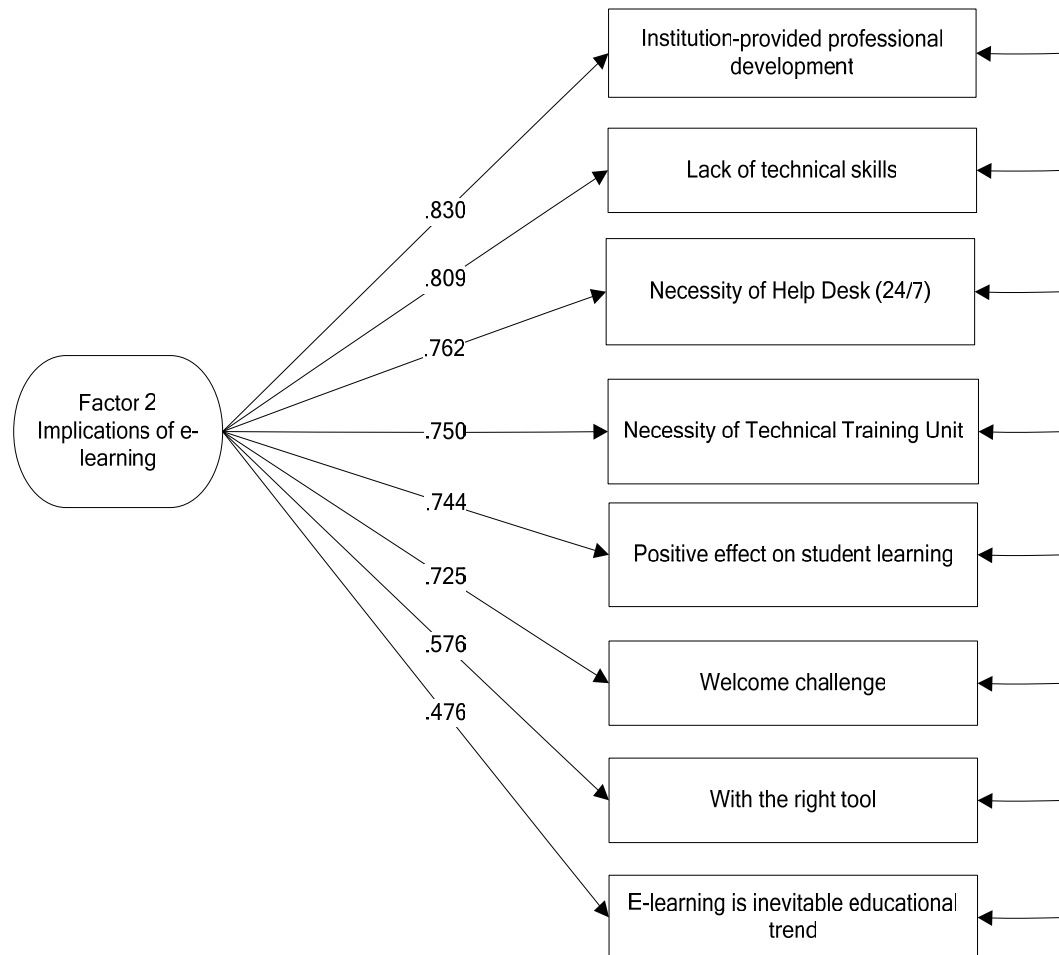 Institution-provided professional
development
Lack of technical skills
.830
.809
Necessity of Help Desk (24/7)
.762
Factor 2
Implications of e-
learning
.750
Necessity of Technical Training Unit
.744
Positive effect on student learning
.725
.576
Welcome challenge
.476
With the right tool
E-learning is inevitable educational
trend